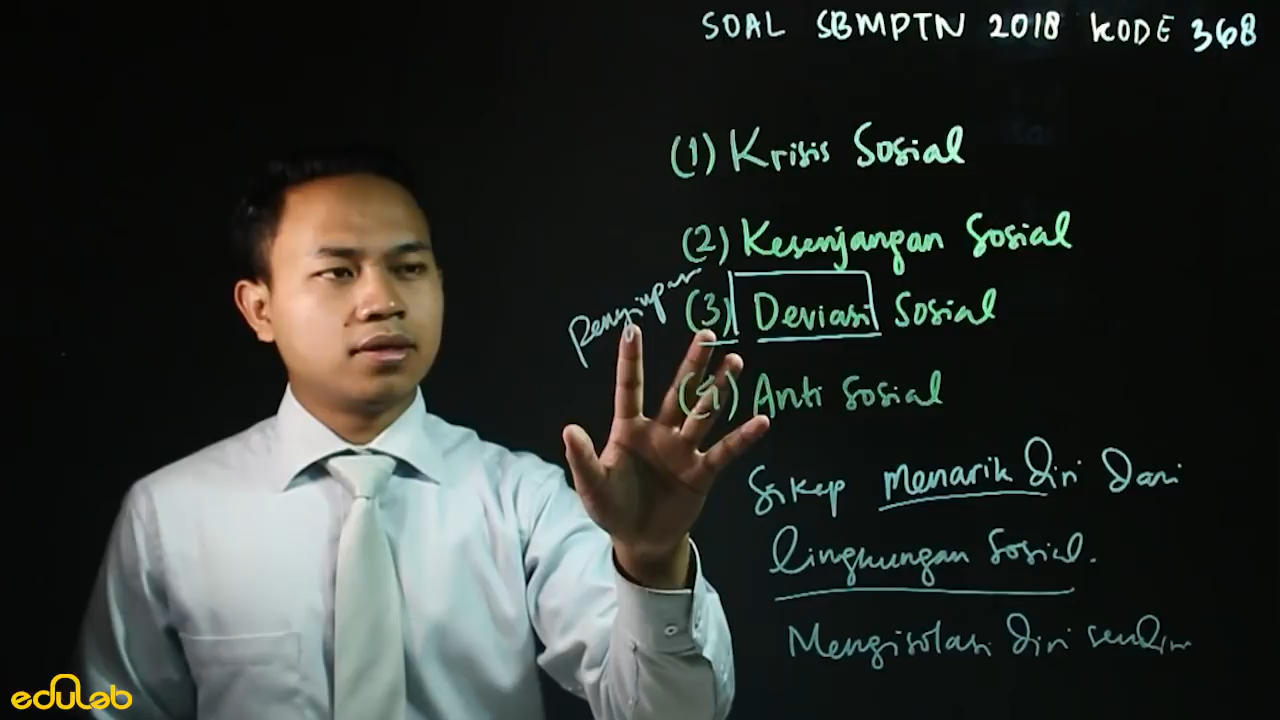 SOAL SBMPTN 2018 KODE 368
(1) Krisis Sosial
(2) Kesenjangan Sosial
(3) Deviasi Sosial
(4) Anti Sosial
Sikap menarik diri dari
lingkungan Sosial.
Mengisolasi diri
edulab